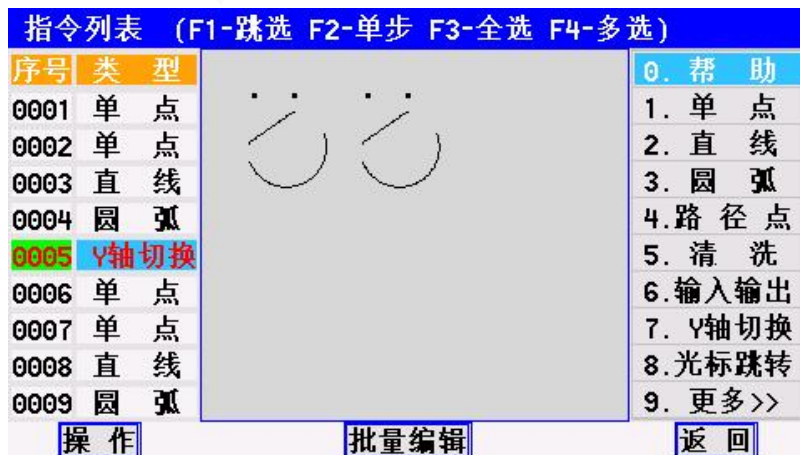 指令列表 (F1-跳选 F2-单步 F3-全选 F4-多选)
序号 类 型
0001 单 点
0002 单 点
0003 直 线
0004 圆 弧
0005 Y轴切换
0006 单 点
0007 单 点
0008 直 线
0009 圆 弧
0. 帮 助
1. 单 点
2. 直 线
3. 圆 弧
4.路 径 点
5. 清 洗
6.输入输出
7. Y轴切换
8.光标跳转
9. 更多>>
操 作 批量编辑 返 回